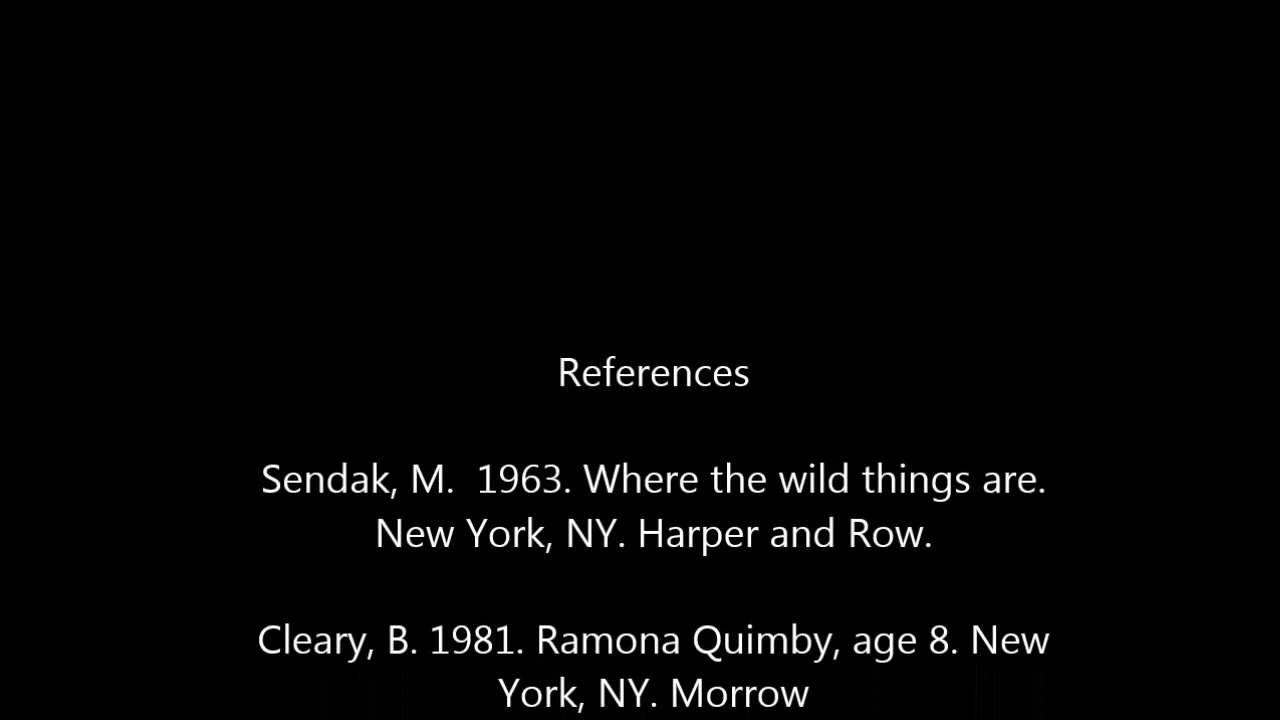 References
Sendak, M.  1963. Where the wild things are.
New York, NY. Harper and Row.
Cleary, B. 1981. Ramona Quimby, age 8. New
York, NY. Morrow